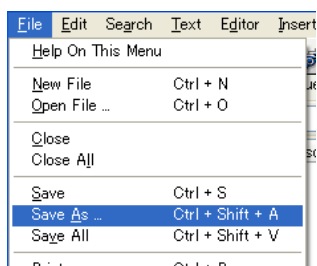 File Edit Search Text Editor Insert
Help On This Menu
New File Ctrl + N
Open File ... Ctrl + O
Close
Close All
Save Ctrl + S
Save As ... Ctrl + Shift + A
Save All Ctrl + Shift + V